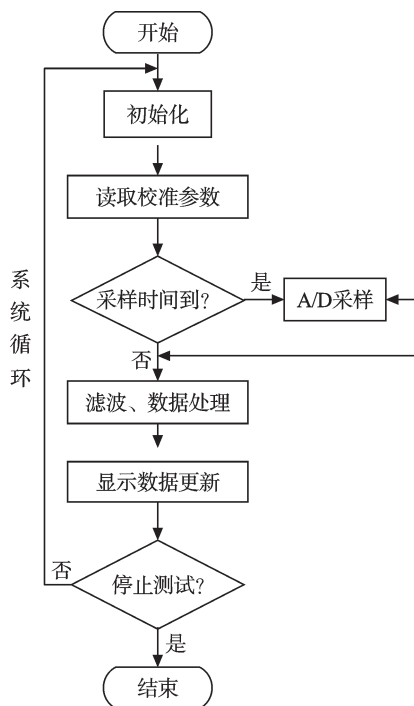 开始
初始化
读取校准参数
采样时间到?
是
A/D采样
否
滤波、数据处理
显示数据更新
停止测试?
否
是
结束
系统循环